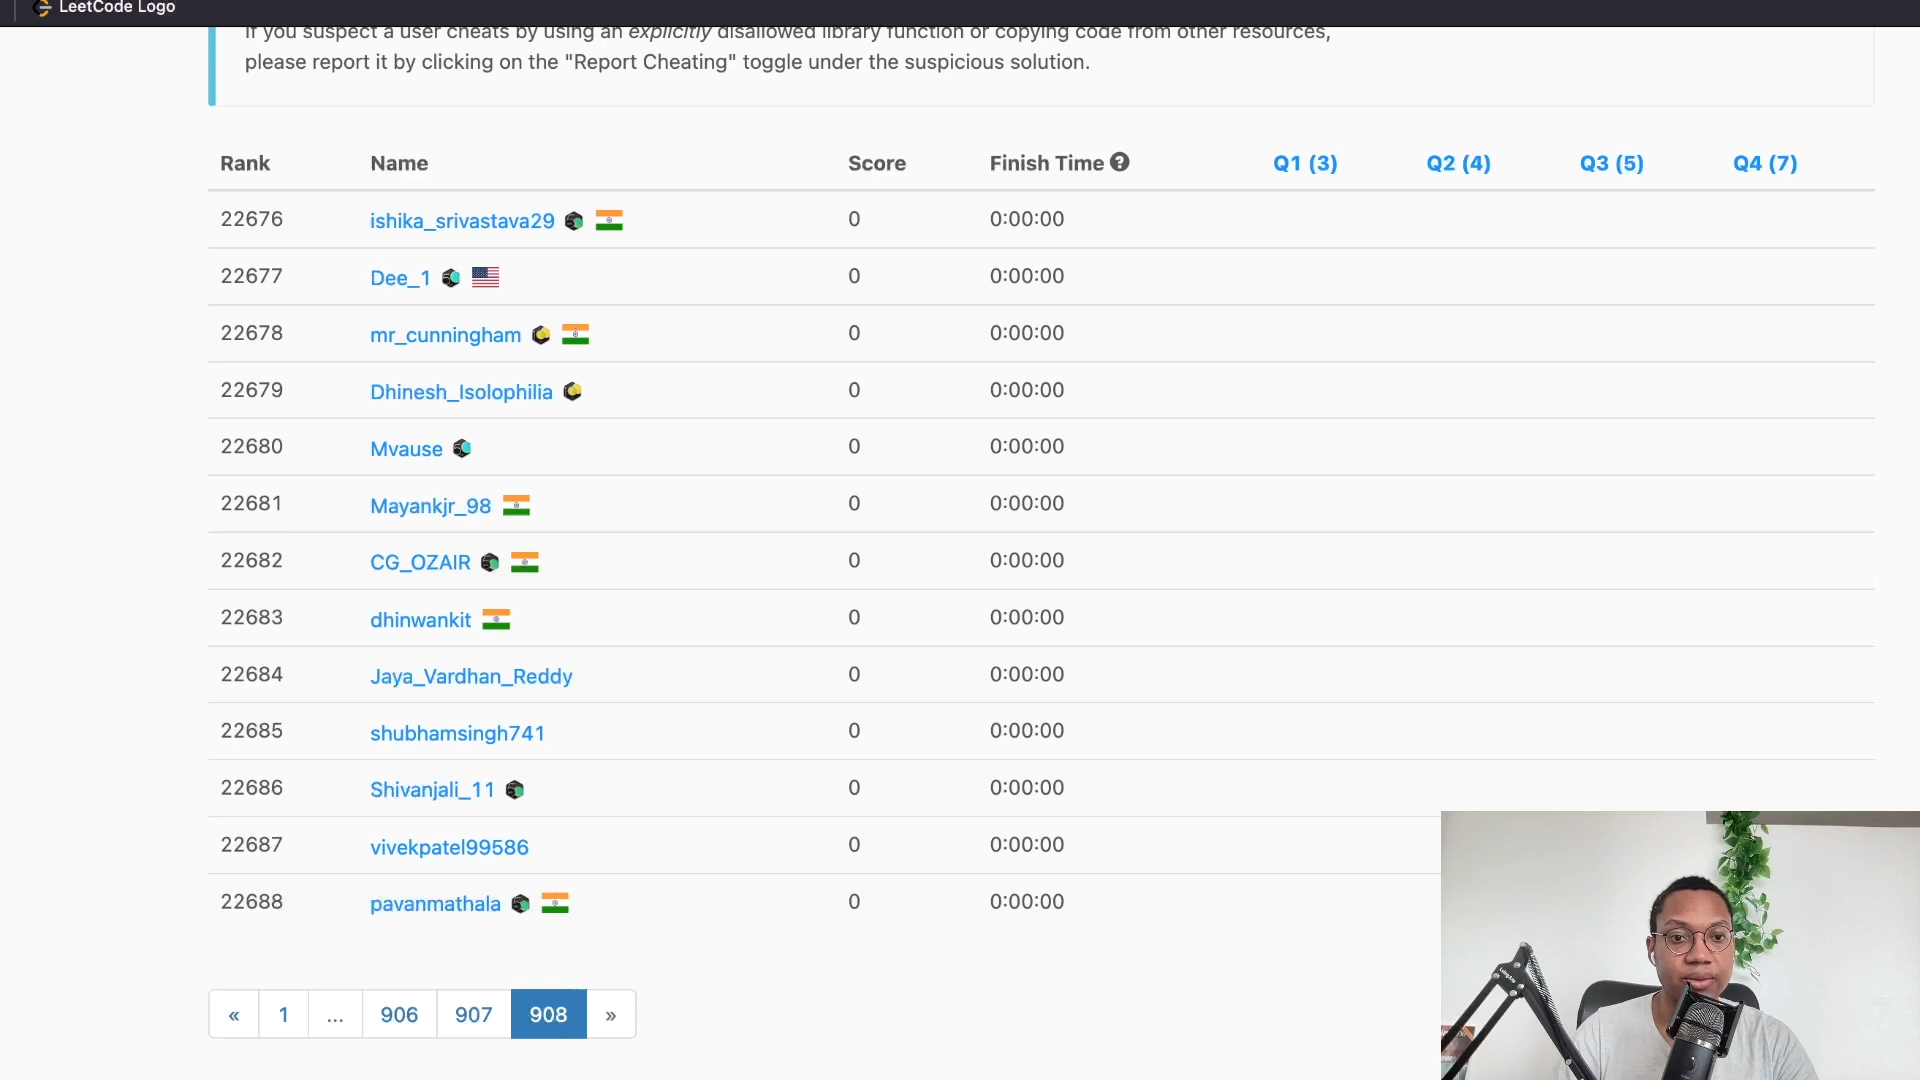 LeetCode Logo
If you suspect a user cheats by using an explicitly disallowed library function or copying code from other resources,
please report it by clicking on the "Report Cheating" toggle under the suspicious solution.
Rank Name Score Finish Time Q1 (3) Q2 (4) Q3 (5) Q4 (7)
22676 ishika_srivastava29 0 0:00:00
22677 Dee_1 0 0:00:00
22678 mr_cunningham 0 0:00:00
22679 Dhinesh_Isolophilia 0 0:00:00
22680 Mvause 0 0:00:00
22681 Mayankjr_98 0 0:00:00
22682 CG_OZAIR 0 0:00:00
22683 dhinwankit 0 0:00:00
22684 Jaya_Vardhan_Reddy 0 0:00:00
22685 shubhamsingh741 0 0:00:00
22686 Shivanjali_11 0 0:00:00
22687 vivekpatel99586 0 0:00:00
22688 pavanmathala 0 0:00:00
« 1 ... 906 907 908 »